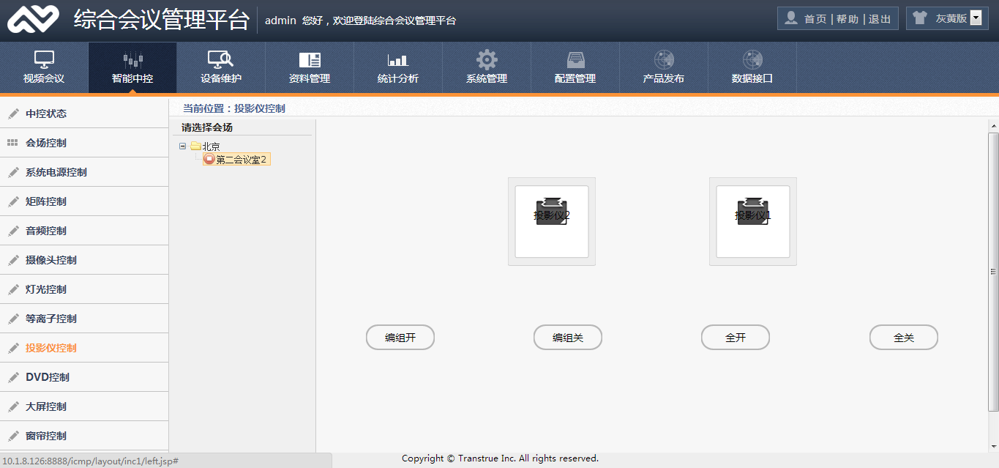 综合会议管理平台
admin 您好，欢迎登陆综合会议管理平台
首页 | 帮助 | 退出
灰黄版
视频会议
智能中控
设备维护
资料管理
统计分析
系统管理
配置管理
产品发布
数据接口
中控状态
会场控制
系统电源控制
矩阵控制
音频控制
摄像头控制
灯光控制
等离子控制
投影仪控制
DVD控制
大屏控制
窗帘控制
当前位置：投影仪控制
请选择会场
北京
第二会议室2
投影仪2
投影仪1
编组开
编组关
全开
全关
10.1.8.126:8888/icmp/layout/inc1/left.jsp#
Copyright © Transtrue Inc. All rights reserved.